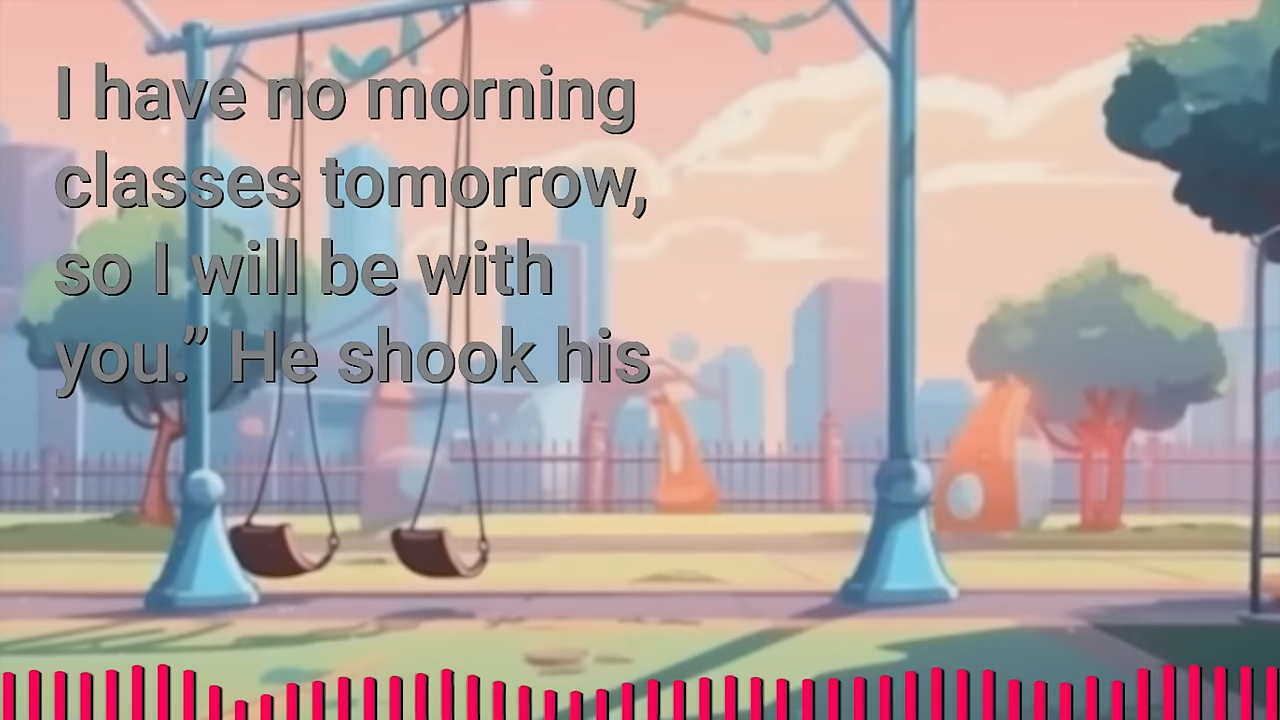 I have no morning
classes tomorrow,
so I will be with
you.” He shook his